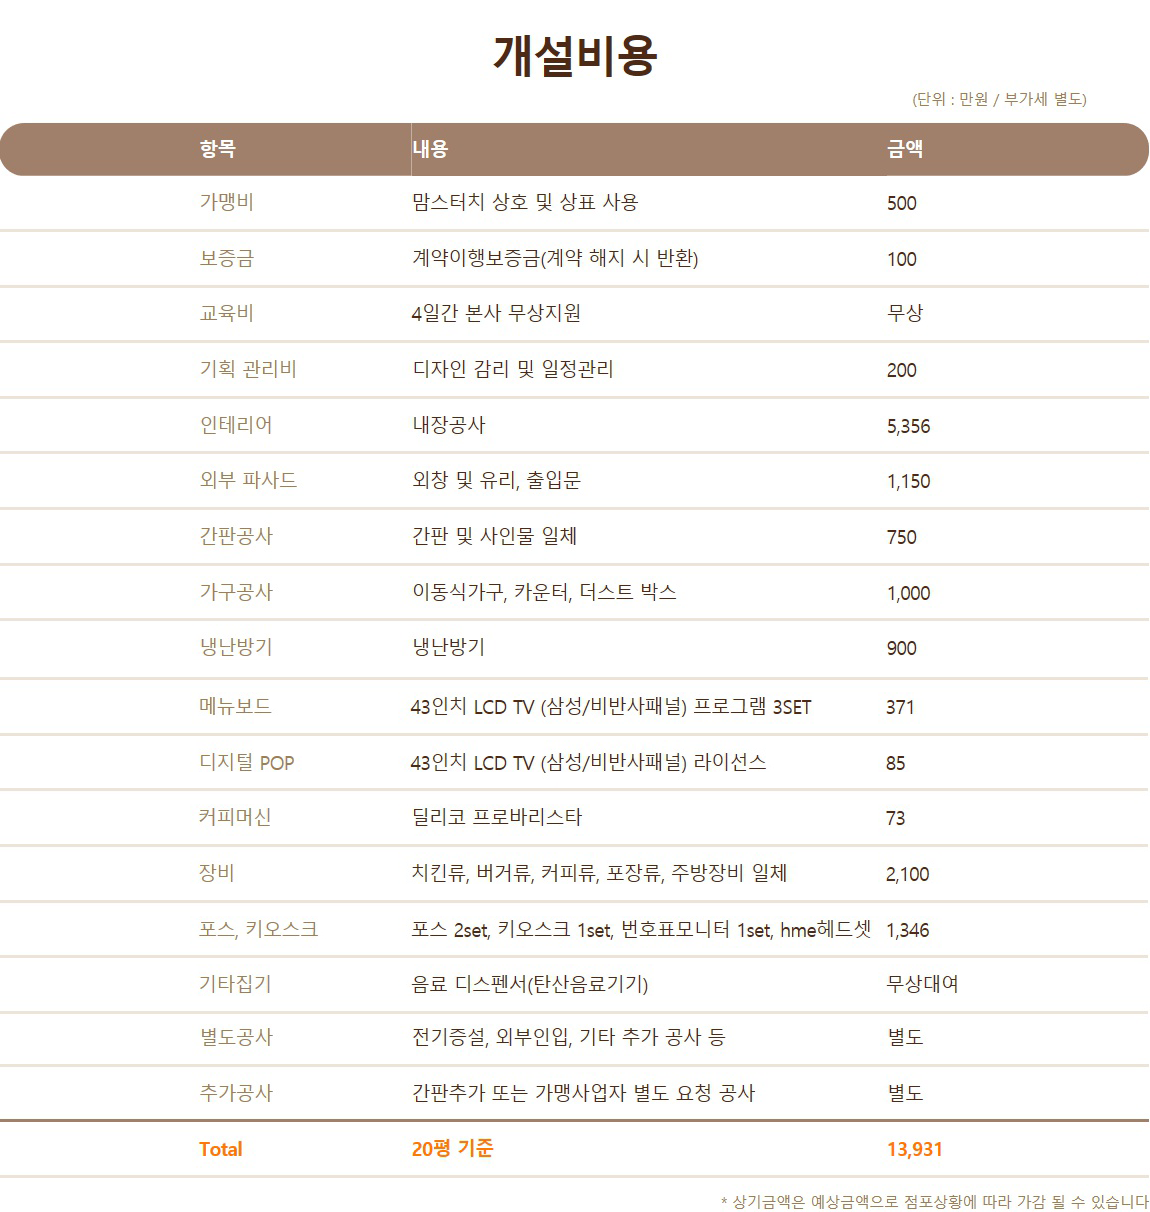 개설비용
(단위 : 만원 / 부가세 별도)
항목 내용 금액
가맹비 맘스터치 상호 및 상표 사용 500
보증금 계약이행보증금(계약 해지 시 반환) 100
교육비 4일간 본사 무상지원 무상
기획 관리비 디자인 감리 및 일정관리 200
인테리어 내장공사 5,356
외부 파사드 외창 및 유리, 출입문 1,150
간판공사 간판 및 사인물 일체 750
가구공사 이동식가구, 카운터, 더스트 박스 1,000
냉난방기 냉난방기 900
메뉴보드 43인치 LCD TV (삼성/비반사패널) 프로그램 3SET 371
디지털 POP 43인치 LCD TV (삼성/비반사패널) 라이선스 85
커피머신 딜리코 프로바리스타 73
장비 치킨류, 버거류, 커피류, 포장류, 주방장비 일체 2,100
포스, 키오스크 포스 2set, 키오스크 1set, 번호표모니터 1set, hme헤드셋 1,346
기타집기 음료 디스펜서(탄산음료기기) 무상대여
별도공사 전기증설, 외부인입, 기타 추가 공사 등 별도
추가공사 간판추가 또는 가맹사업자 별도 요청 공사 별도
Total 20평 기준 13,931
* 상기금액은 예상금액으로 점포상황에 따라 가감 될 수 있습니다